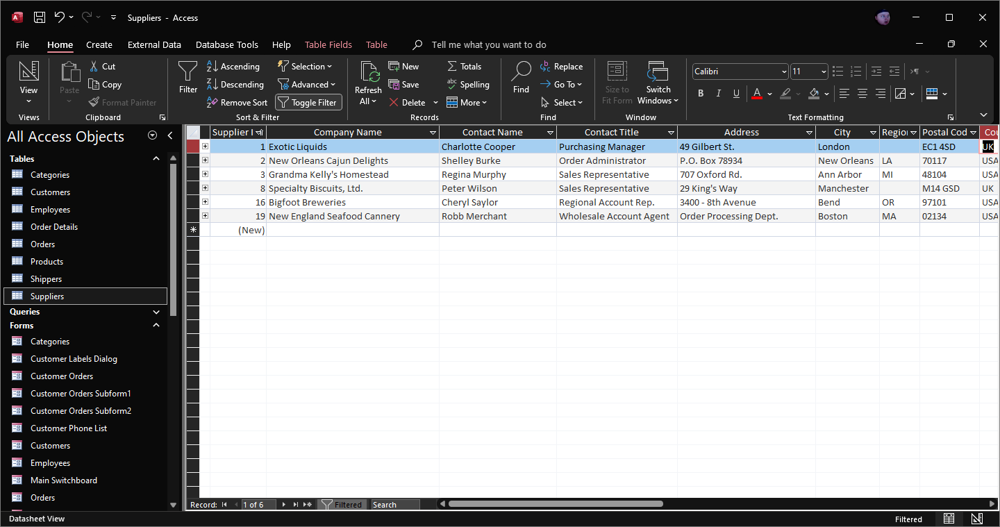 Suppliers - Access
File Home Create External Data Database Tools Help Table Fields Table Tell me what you want to do
View
Views
Paste
Cut
Copy
Format Painter
Clipboard
Filter
Ascending
Descending
Remove Sort
Selection
Advanced
Toggle Filter
Sort & Filter
Refresh
All
New
Save
Delete
Totals
Spelling
More
Records
Find
Replace
Go To
Select
Find
Size to
Fit Form
Switch
Windows
Window
Calibri 11
B I U A
Text Formatting
All Access Objects
Tables
Categories
Customers
Employees
Order Details
Orders
Products
Shippers
Suppliers
Queries
Forms
Categories
Customer Labels Dialog
Customer Orders
Customer Orders Subform1
Customer Orders Subform2
Customer Phone List
Customers
Employees
Main Switchboard
Orders
Supplier I Company Name Contact Name Contact Title Address City Region Postal Cod Cou
1 Exotic Liquids Charlotte Cooper Purchasing Manager 49 Gilbert St. London EC1 4SD UK
2 New Orleans Cajun Delights Shelley Burke Order Administrator P.O. Box 78934 New Orleans LA 70117 USA
3 Grandma Kelly's Homestead Regina Murphy Sales Representative 707 Oxford Rd. Ann Arbor MI 48104 USA
8 Specialty Biscuits, Ltd. Peter Wilson Sales Representative 29 King's Way Manchester M14 GSD UK
16 Bigfoot Breweries Cheryl Saylor Regional Account Rep. 3400 - 8th Avenue Bend OR 97101 USA
19 New England Seafood Cannery Robb Merchant Wholesale Account Agent Order Processing Dept. Boston MA 02134 USA
(New)
Record: 1 of 6 Filtered Search
Datasheet View Filtered